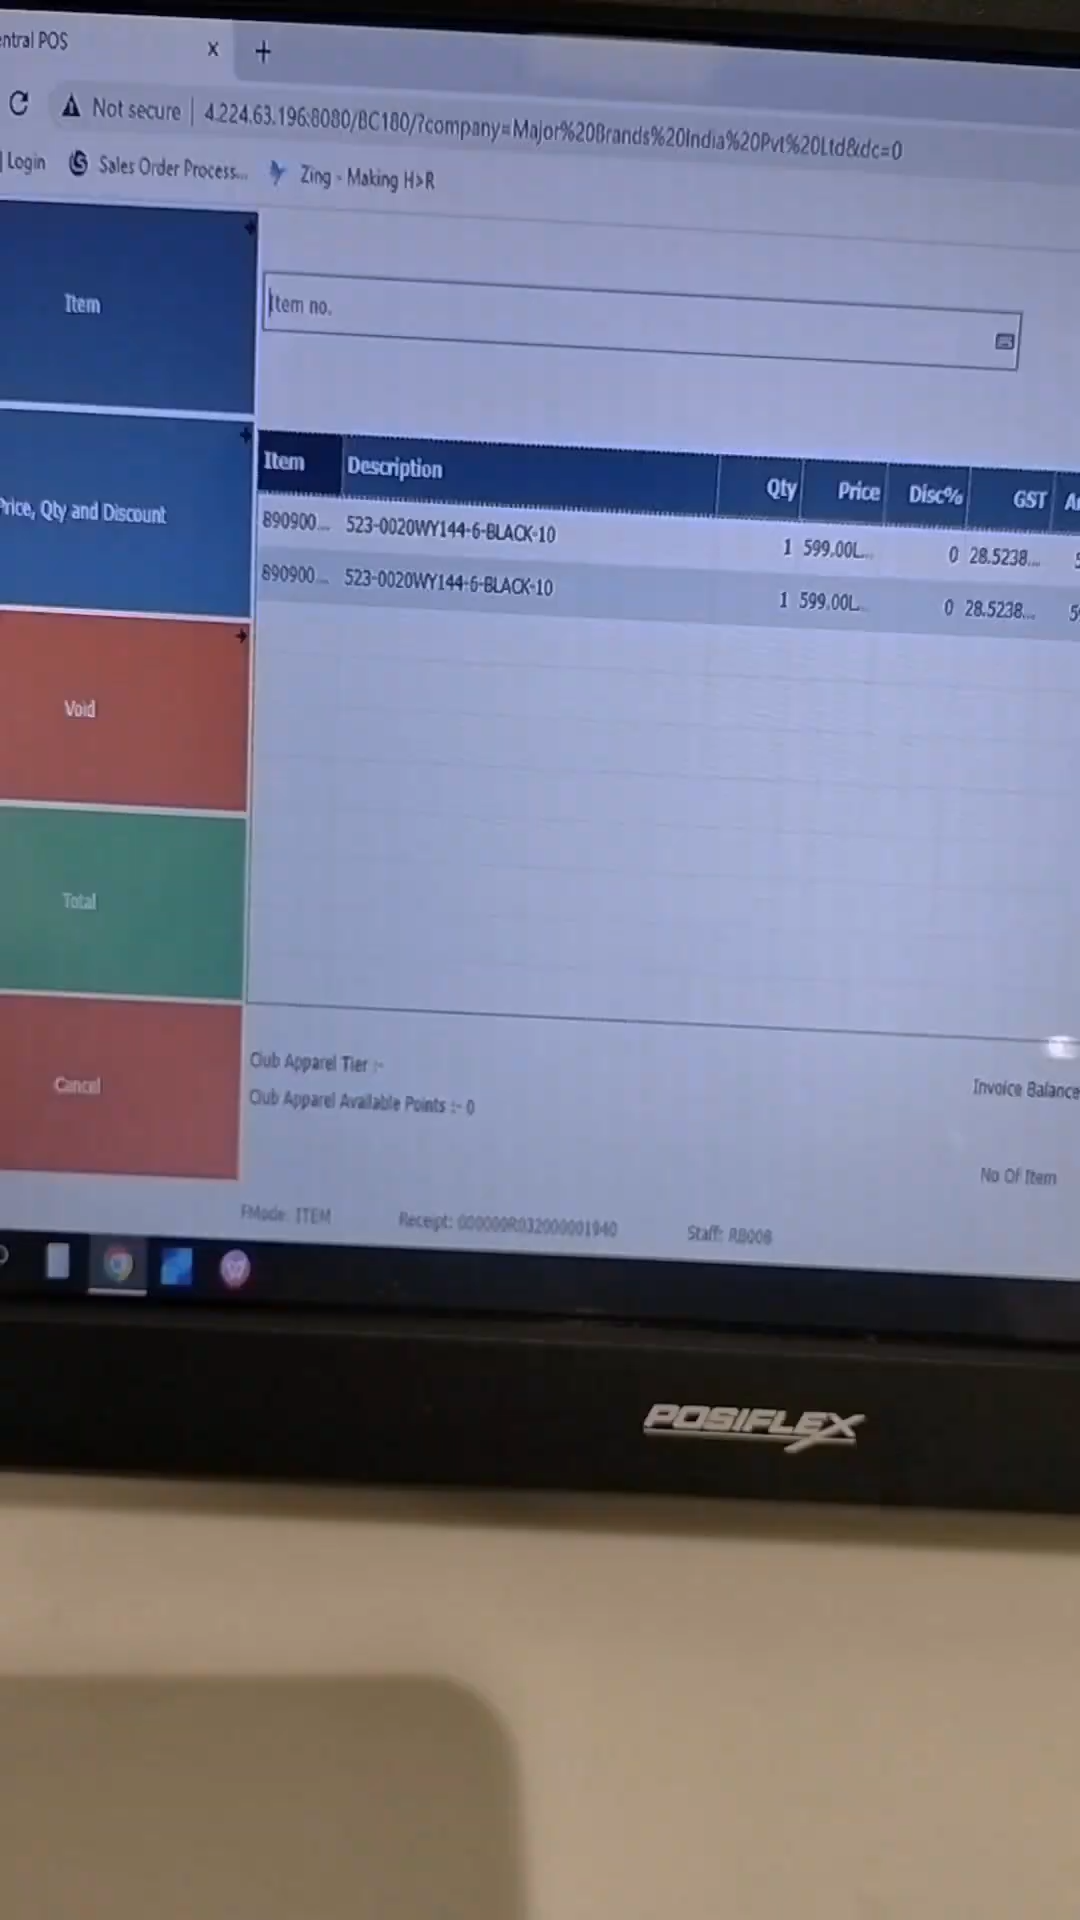 entral POS x +
Not secure | 4.224.63.196:8080/BC180/?company=Major%20Brands%20India%20Pvt%20Ltd&dc=0
Login Sales Order Process... Zing - Making H>R
Item
Item no.
Price, Qty and Discount
Item Description Qty Price Disc% GST
890900... 523-0020WY144-6-BLACK-10 1 599.00L... 0 28.5238...
890900... 523-0020WY144-6-BLACK-10 1 599.00L... 0 28.5238...
Void
Total
Cancel
Club Apparel Tier :-
Club Apparel Available Points :- 0
Invoice Balance
No Of Item
FMode: ITEM Receipt: 000000R032000001940 Staff: RB008
POSIFLEX